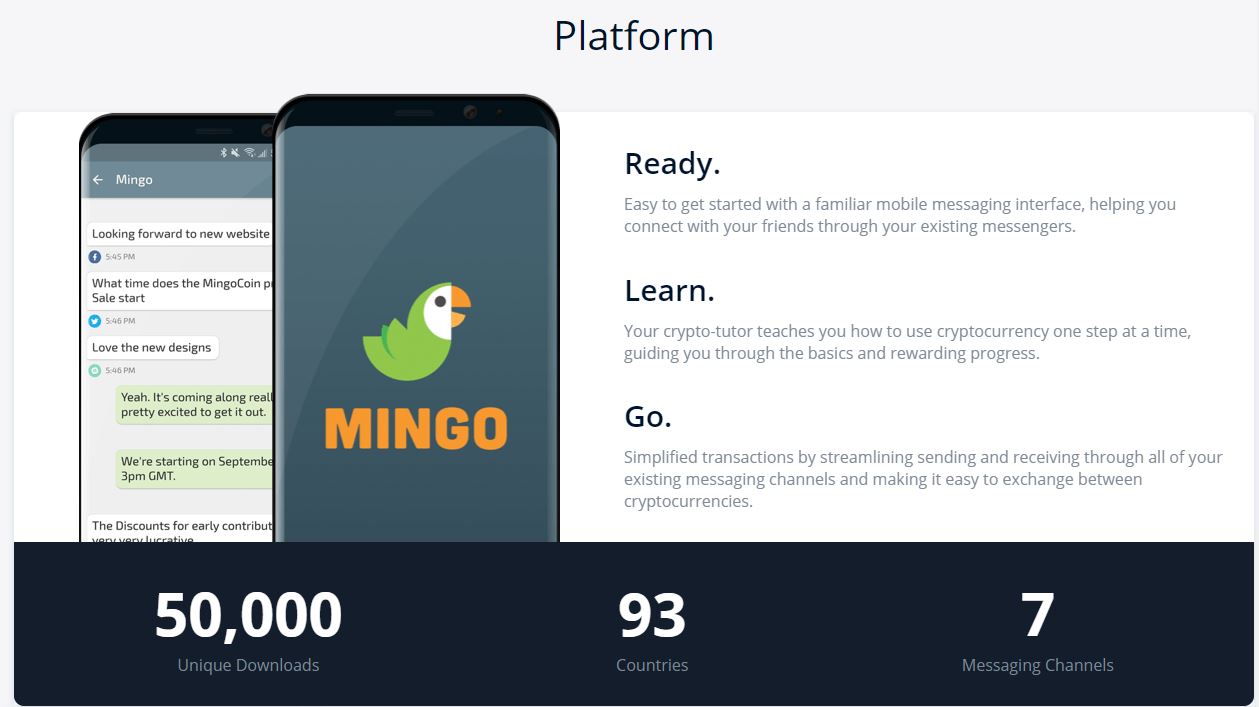 Platform
Mingo
Looking forward to new website
5:45 PM
What time does the MingoCoin
Sale start
5:46 PM
Love the new designs
5:46 PM
Yeah. It's coming along
pretty excited to get it out.
We're starting on
3pm GMT.
The Discounts for early
very very lucrative
MINGO
Ready.
Easy to get started with a familiar mobile messaging interface, helping you
connect with your friends through your existing messengers.
Learn.
Your crypto-tutor teaches you how to use cryptocurrency one step at a time,
guiding you through the basics and rewarding progress.
Go.
Simplified transactions by streamlining sending and receiving through all of your
existing messaging channels and making it easy to exchange between
cryptocurrencies.
50,000
Unique Downloads
93
Countries
7
Messaging Channels